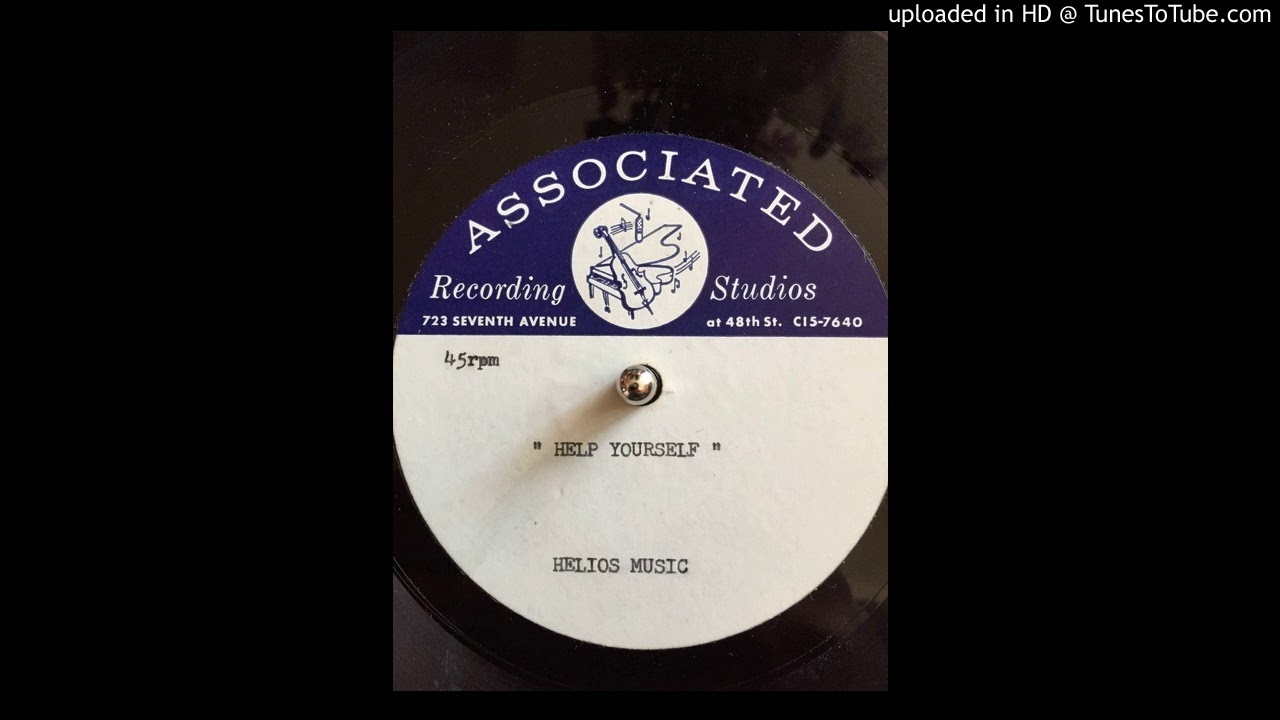 uploaded in HD @ TunesToTube.com
ASSOCIATED
Recording Studios
723 SEVENTH AVENUE at 48th St. CI5-7640
45rpm
" HELP YOURSELF "
HELIOS MUSIC